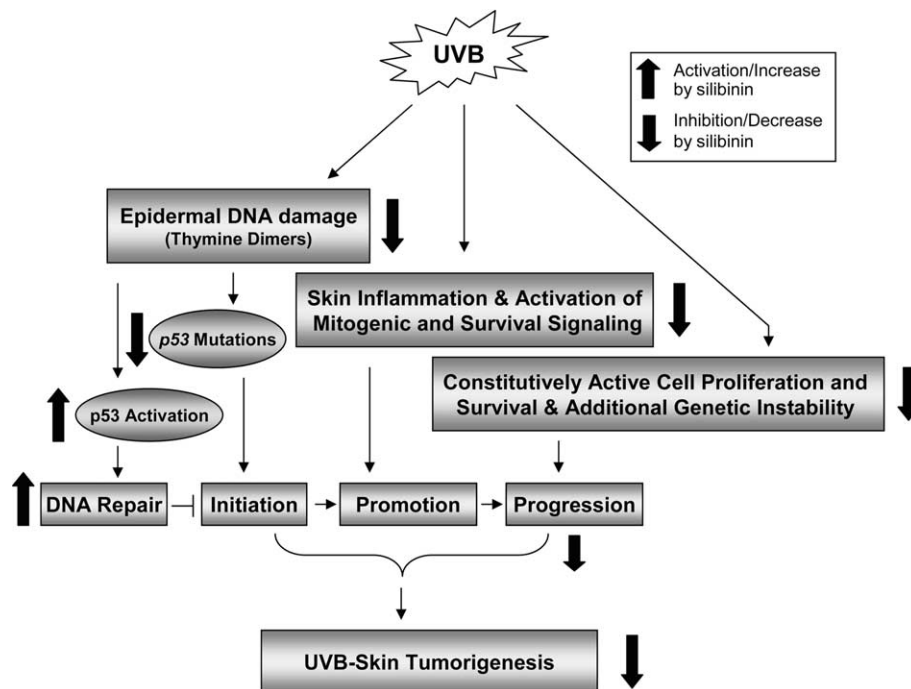 UVB
Activation/Increase
by silibinin
Inhibition/Decrease
by silibinin
Epidermal DNA damage
(Thymine Dimers)
Skin Inflammation & Activation of
Mitogenic and Survival Signaling
p53 Mutations
Constitutively Active Cell Proliferation and
Survival & Additional Genetic Instability
p53 Activation
DNA Repair
Initiation
Promotion
Progression
UVB-Skin Tumorigenesis